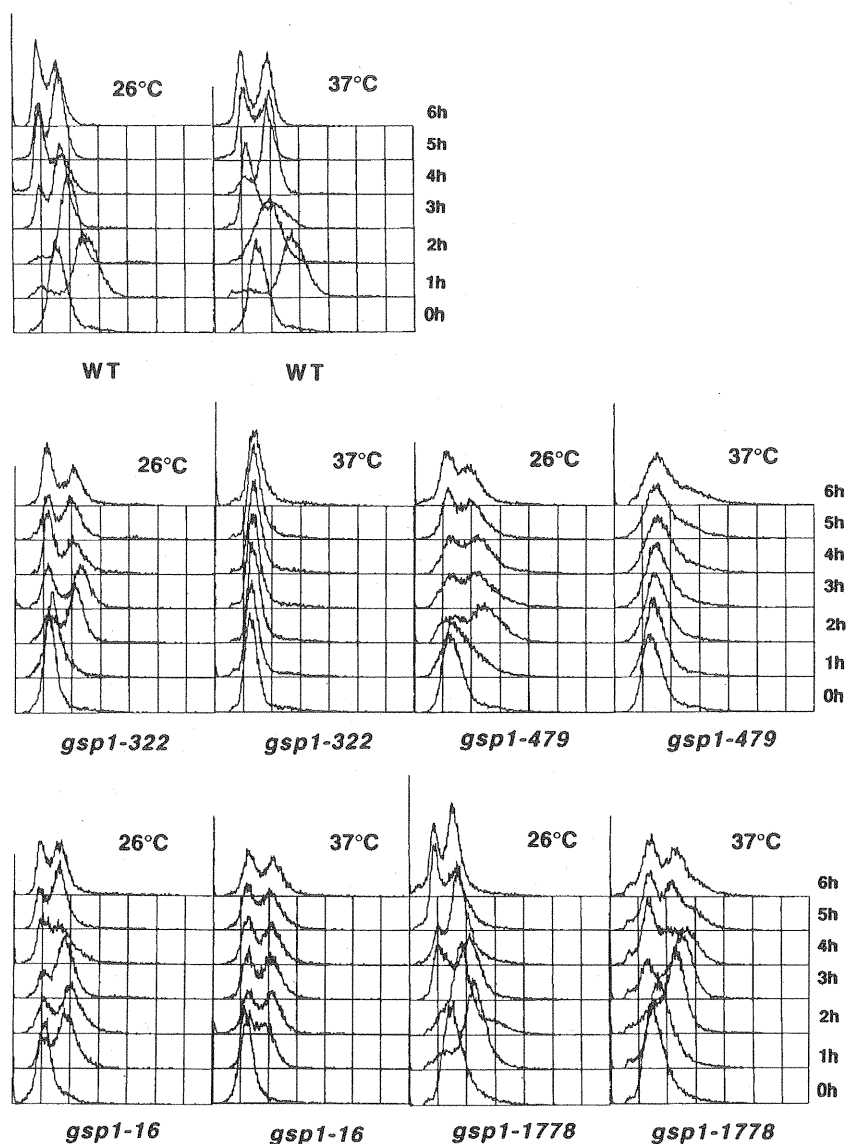 26°C 37°C
6h
5h
4h
3h
2h
1h
0h
WT WT
26°C 37°C 26°C 37°C
6h
5h
4h
3h
2h
1h
0h
gsp1-322 gsp1-322 gsp1-479 gsp1-479
26°C 37°C 26°C 37°C
6h
5h
4h
3h
2h
1h
0h
gsp1-16 gsp1-16 gsp1-1778 gsp1-1778